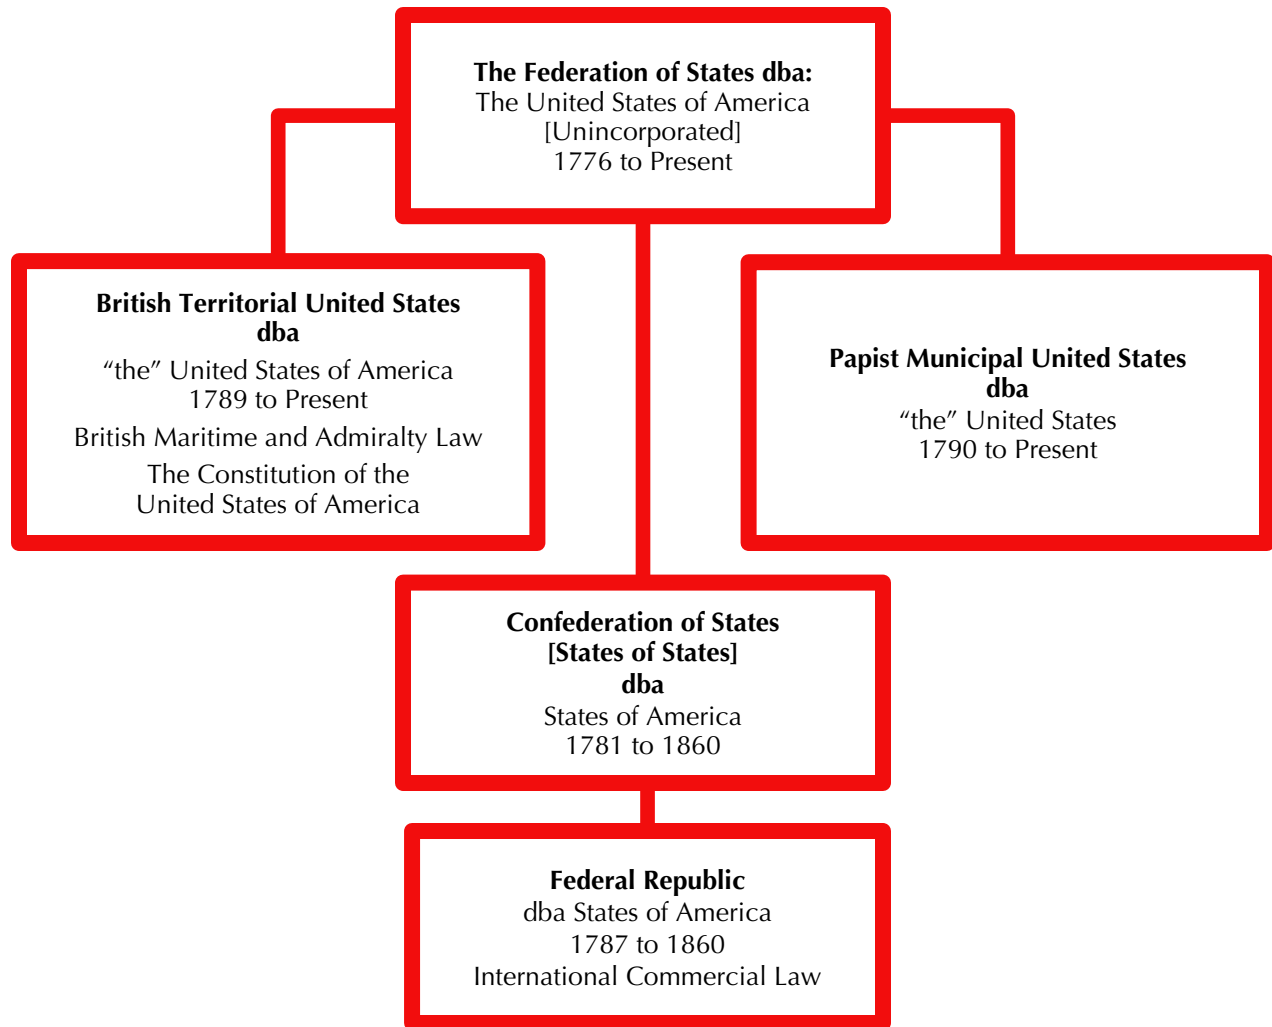 The Federation of States dba:
The United States of America
[Unincorporated]
1776 to Present
British Territorial United States
dba
“the” United States of America
1789 to Present
British Maritime and Admiralty Law
The Constitution of the
United States of America
Papist Municipal United States
dba
“the” United States
1790 to Present
Confederation of States
[States of States]
dba
States of America
1781 to 1860
Federal Republic
dba States of America
1787 to 1860
International Commercial Law